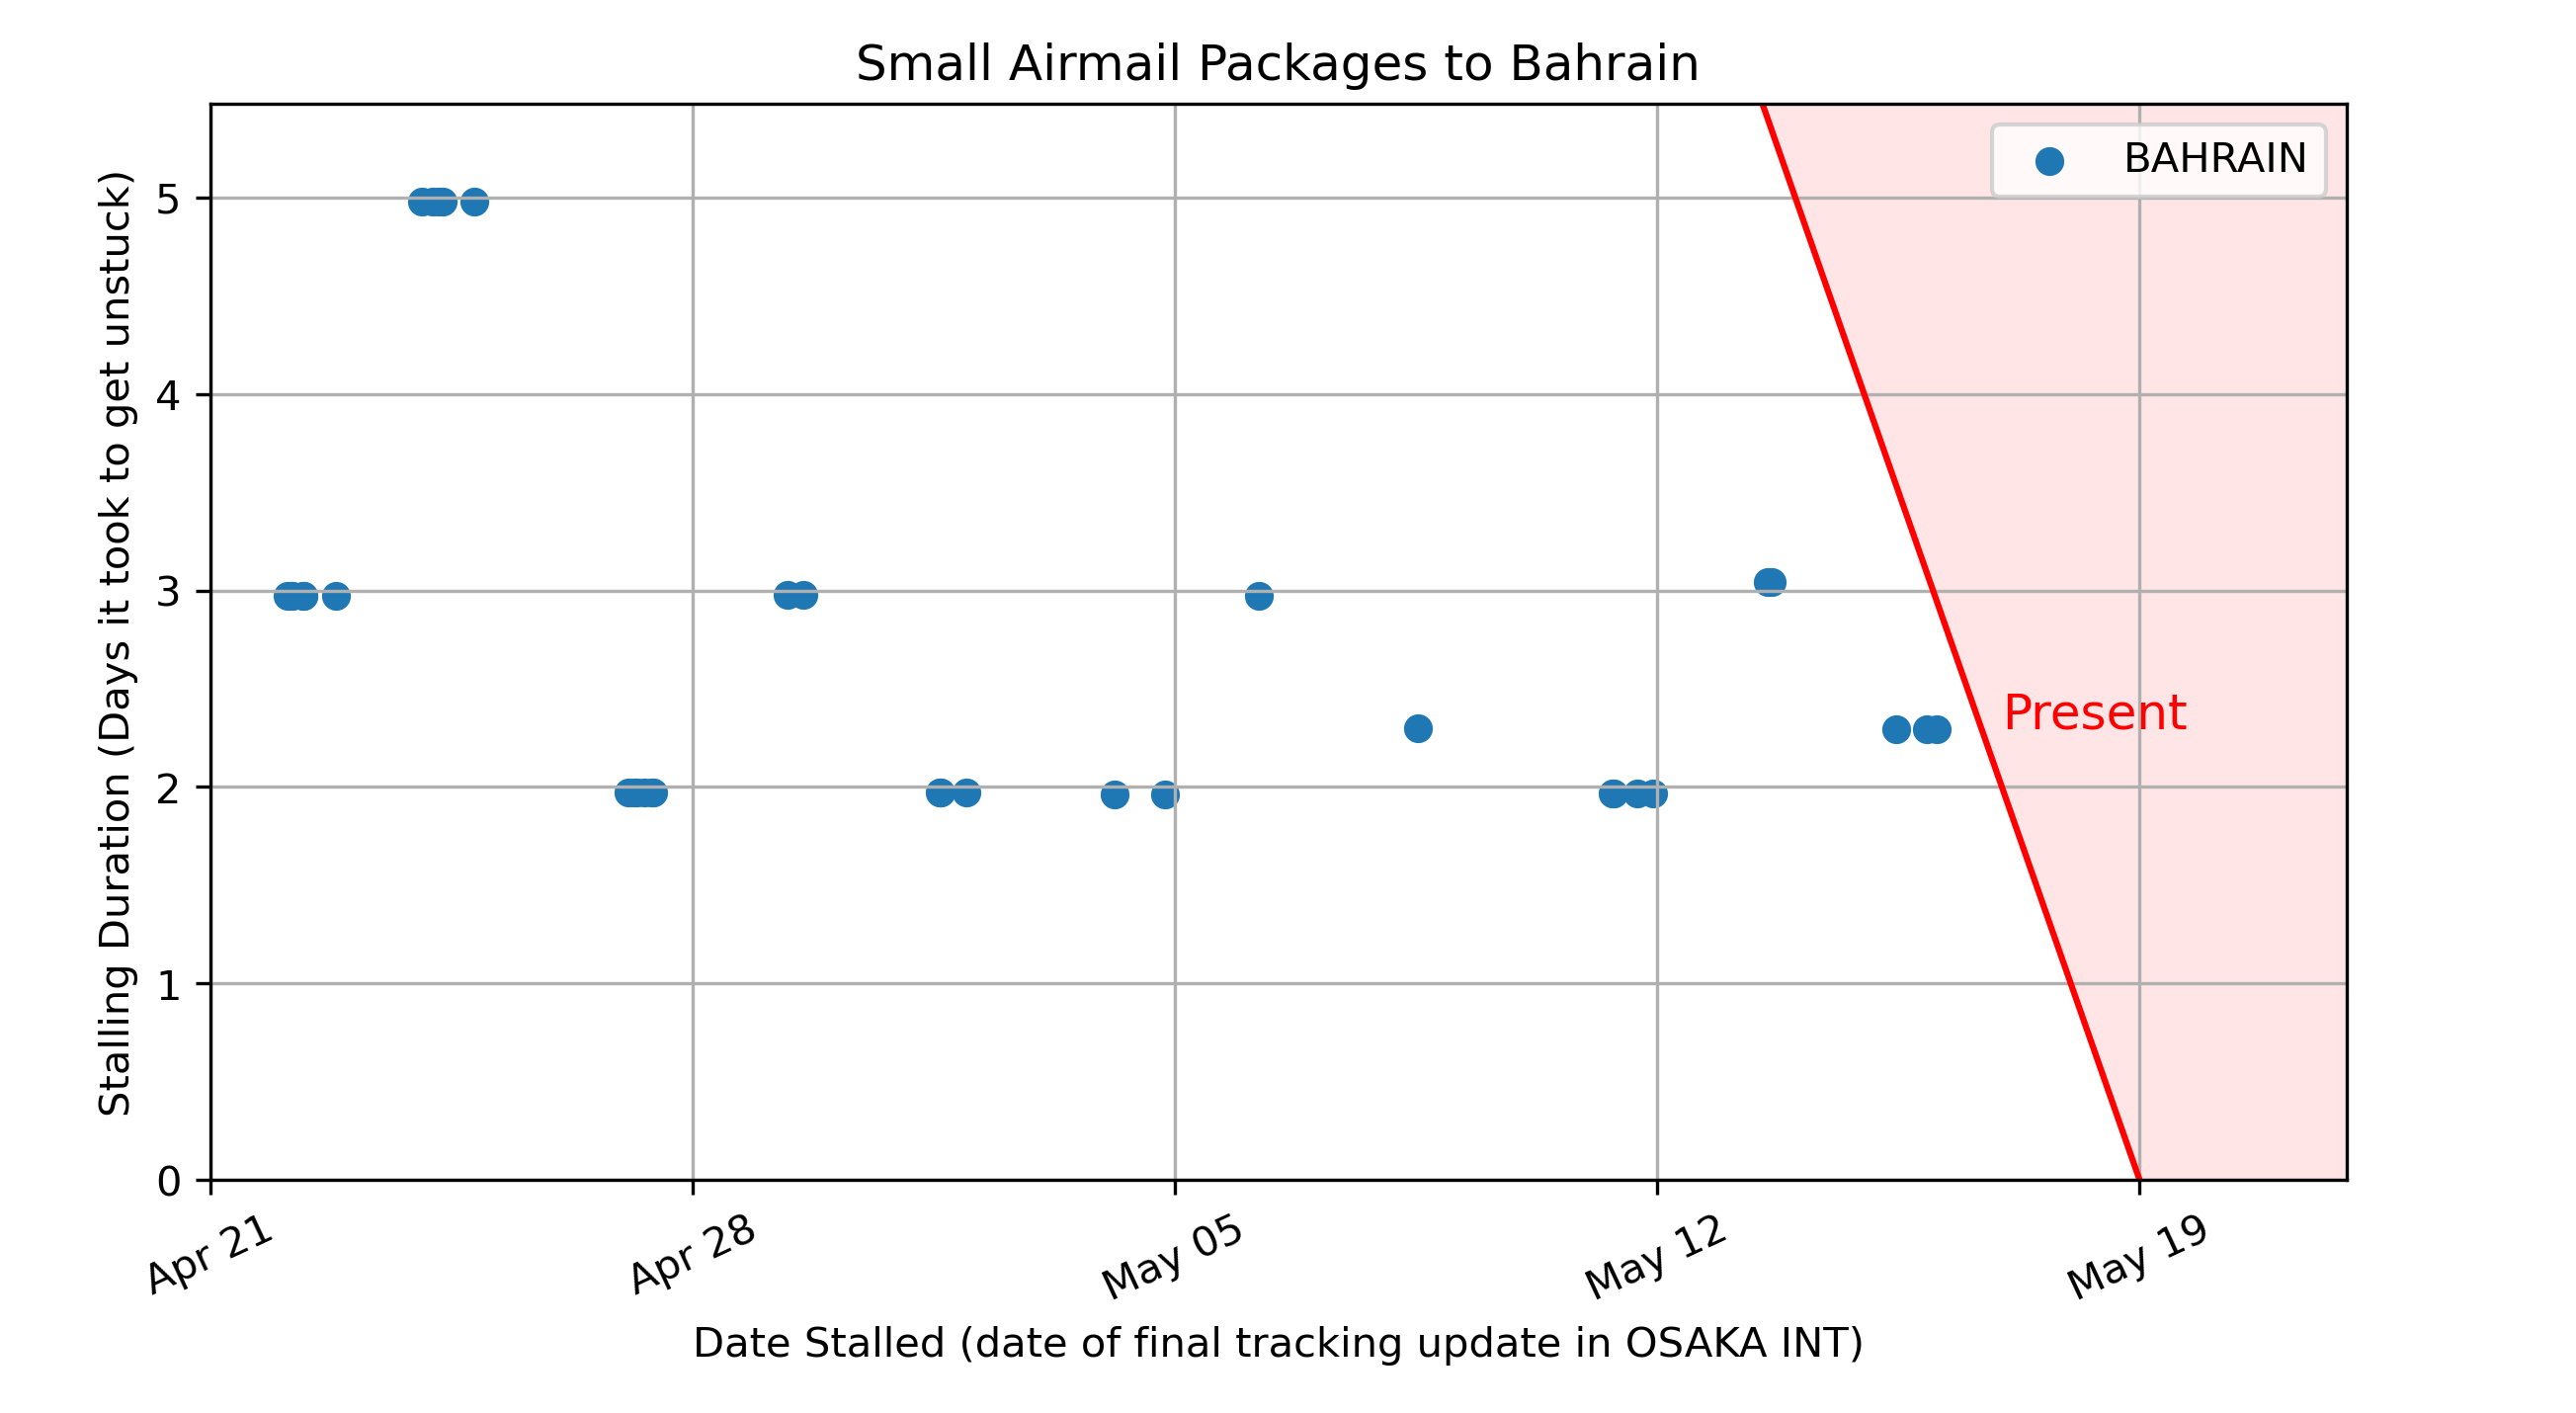 Small Airmail Packages to Bahrain
Stalling Duration (Days it took to get unstuck)
5
4
3
2
1
0
BAHRAIN
Present
Apr 21
Apr 28
May 05
May 12
May 19
Date Stalled (date of final tracking update in OSAKA INT)